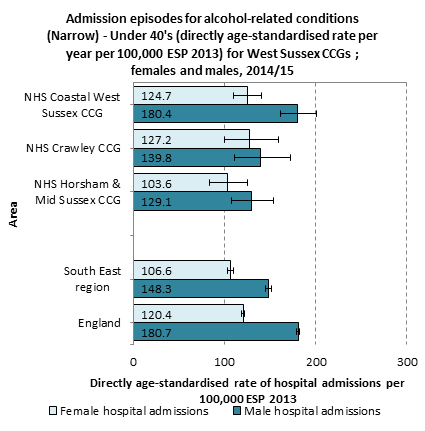 Admission episodes for alcohol-related conditions
(Narrow) - Under 40's (directly age-standardised rate per
year per 100,000 ESP 2013) for West Sussex CCGs ;
females and males, 2014/15
NHS Coastal West
Sussex CCG
124.7
180.4
NHS Crawley CCG
127.2
139.8
NHS Horsham &
Mid Sussex CCG
103.6
129.1
Area
South East
region
106.6
148.3
England
120.4
180.7
0 100 200 300
Directly age-standardised rate of hospital admissions per
100,000 ESP 2013
Female hospital admissions Male hospital admissions